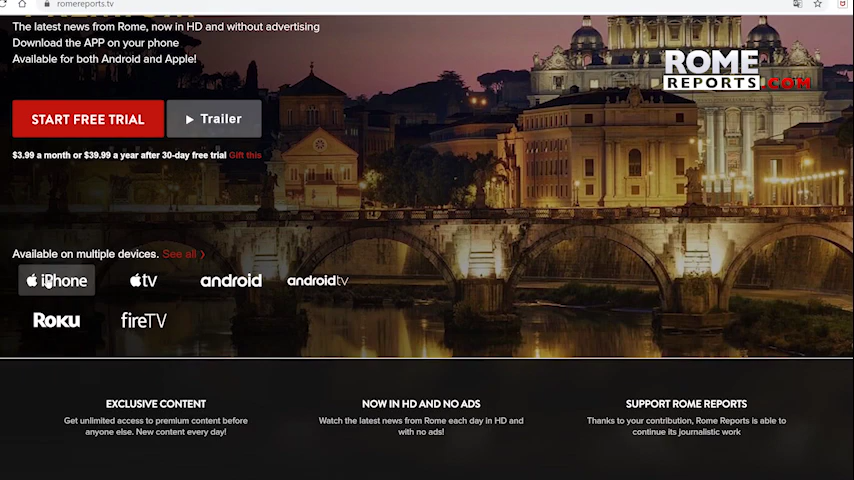 romereports.tv
The latest news from Rome, now in HD and without advertising
Download the APP on your phone
Available for both Android and Apple!
ROME
REPORTS.COM
START FREE TRIAL
Trailer
$3.99 a month or $39.99 a year after 30-day free trial Gift this
Available on multiple devices. See all
iPhone
tv
android
androidtv
Roku
fireTV
EXCLUSIVE CONTENT
Get unlimited access to premium content before
anyone else. New content every day!
NOW IN HD AND NO ADS
Watch the latest news from Rome each day in HD and
with no ads!
SUPPORT ROME REPORTS
Thanks to your contribution, Rome Reports is able to
continue its journalistic work